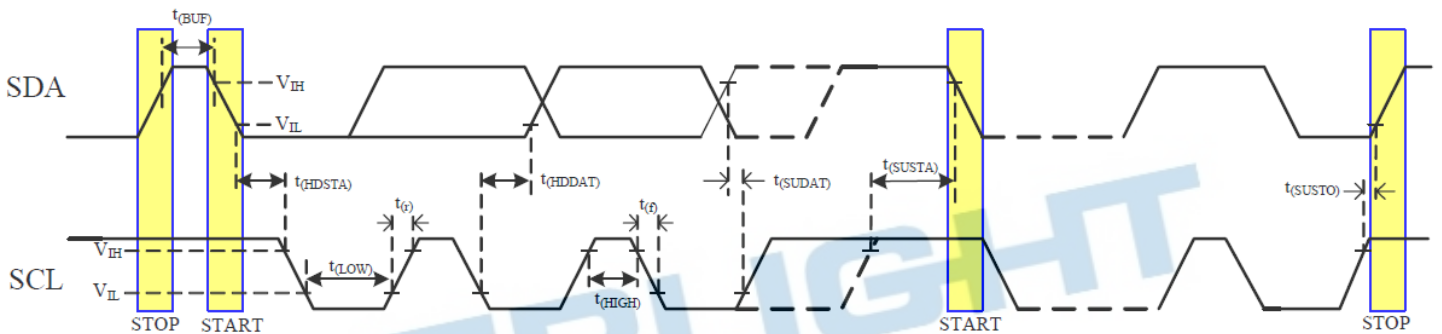 t(BUF)
SDA
VIH
VIL
t(HDSTA)
t(HDDAT)
t(SUDAT)
t(SUSTA)
t(SUSTO)
t(r)
t(f)
VIH
SCL
VIL
t(LOW)
t(HIGH)
STOP START START STOP